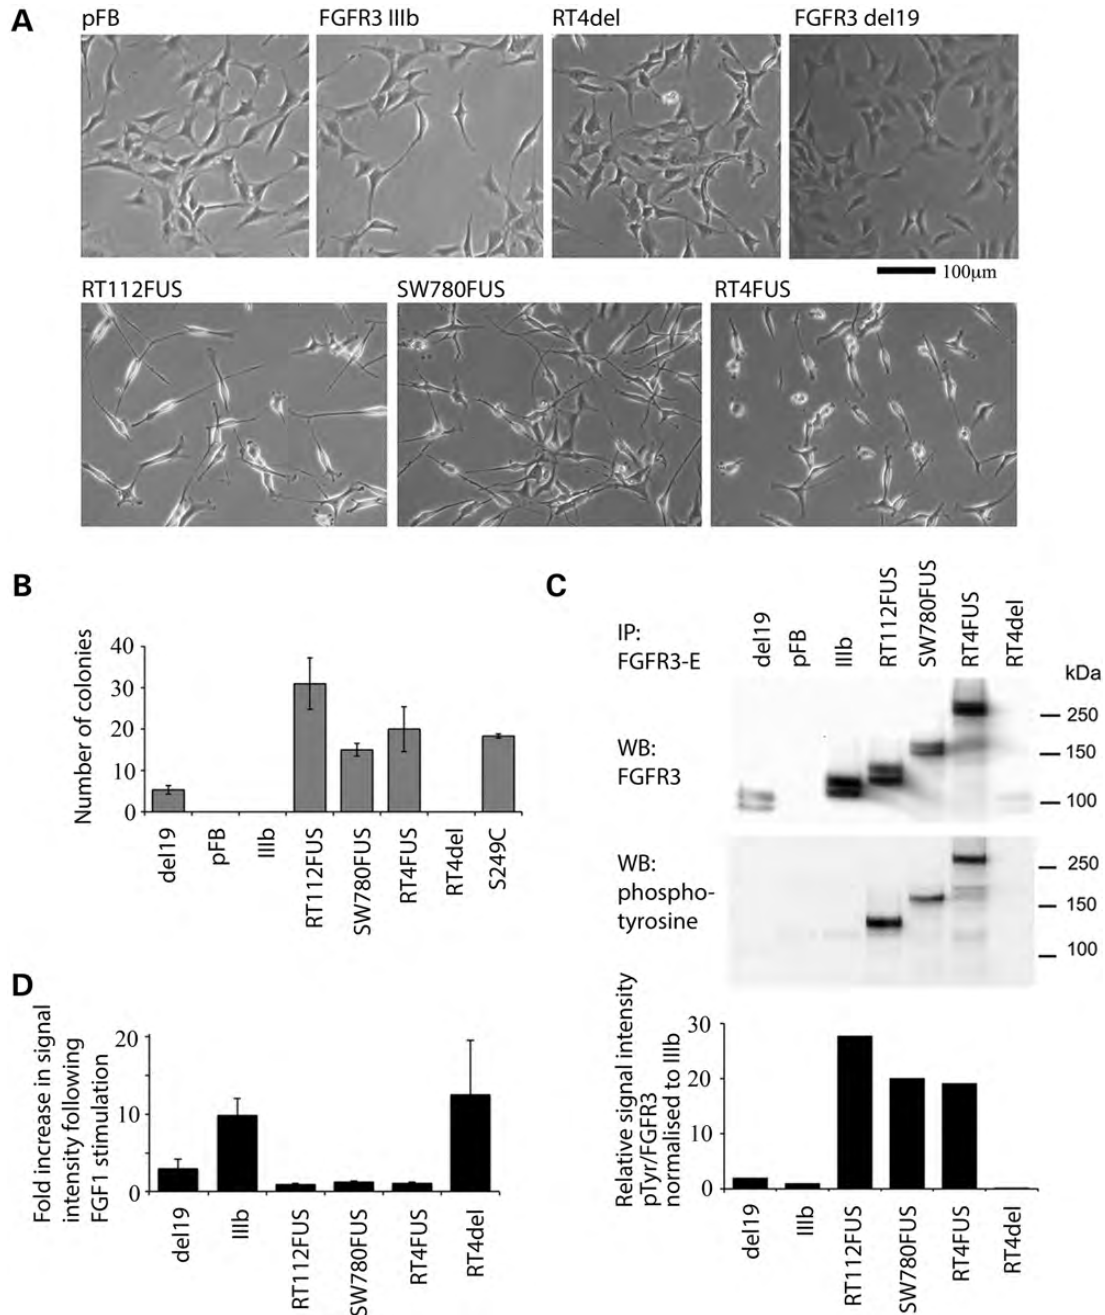 A
pFB
FGFR3 IIIb
RT4del
FGFR3 del19
100µm
RT112FUS
SW780FUS
RT4FUS
B
Number of colonies
40
30
20
10
0
del19
pFB
IIIb
RT112FUS
SW780FUS
RT4FUS
RT4del
S249C
C
IP:
FGFR3-E
del19
pFB
IIIb
RT112FUS
SW780FUS
RT4FUS
RT4del
kDa
WB:
FGFR3
250
150
100
WB:
phospho-
tyrosine
250
150
100
Relative signal intensity
pTyr/FGFR3
normalised to IIIb
30
20
10
0
del19
IIIb
RT112FUS
SW780FUS
RT4FUS
RT4del
D
Fold increase in signal
intensity following
FGF1 stimulation
20
10
0
del19
IIIb
RT112FUS
SW780FUS
RT4FUS
RT4del